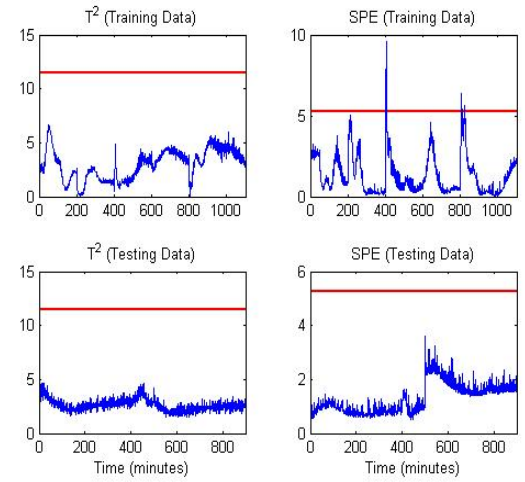 T² (Training Data)
SPE (Training Data)
15
10
5
0
0 200 400 600 800 1000
10
5
0
0 200 400 600 800 1000
T² (Testing Data)
SPE (Testing Data)
15
10
5
0
0 200 400 600 800
Time (minutes)
6
4
2
0
0 200 400 600 800
Time (minutes)